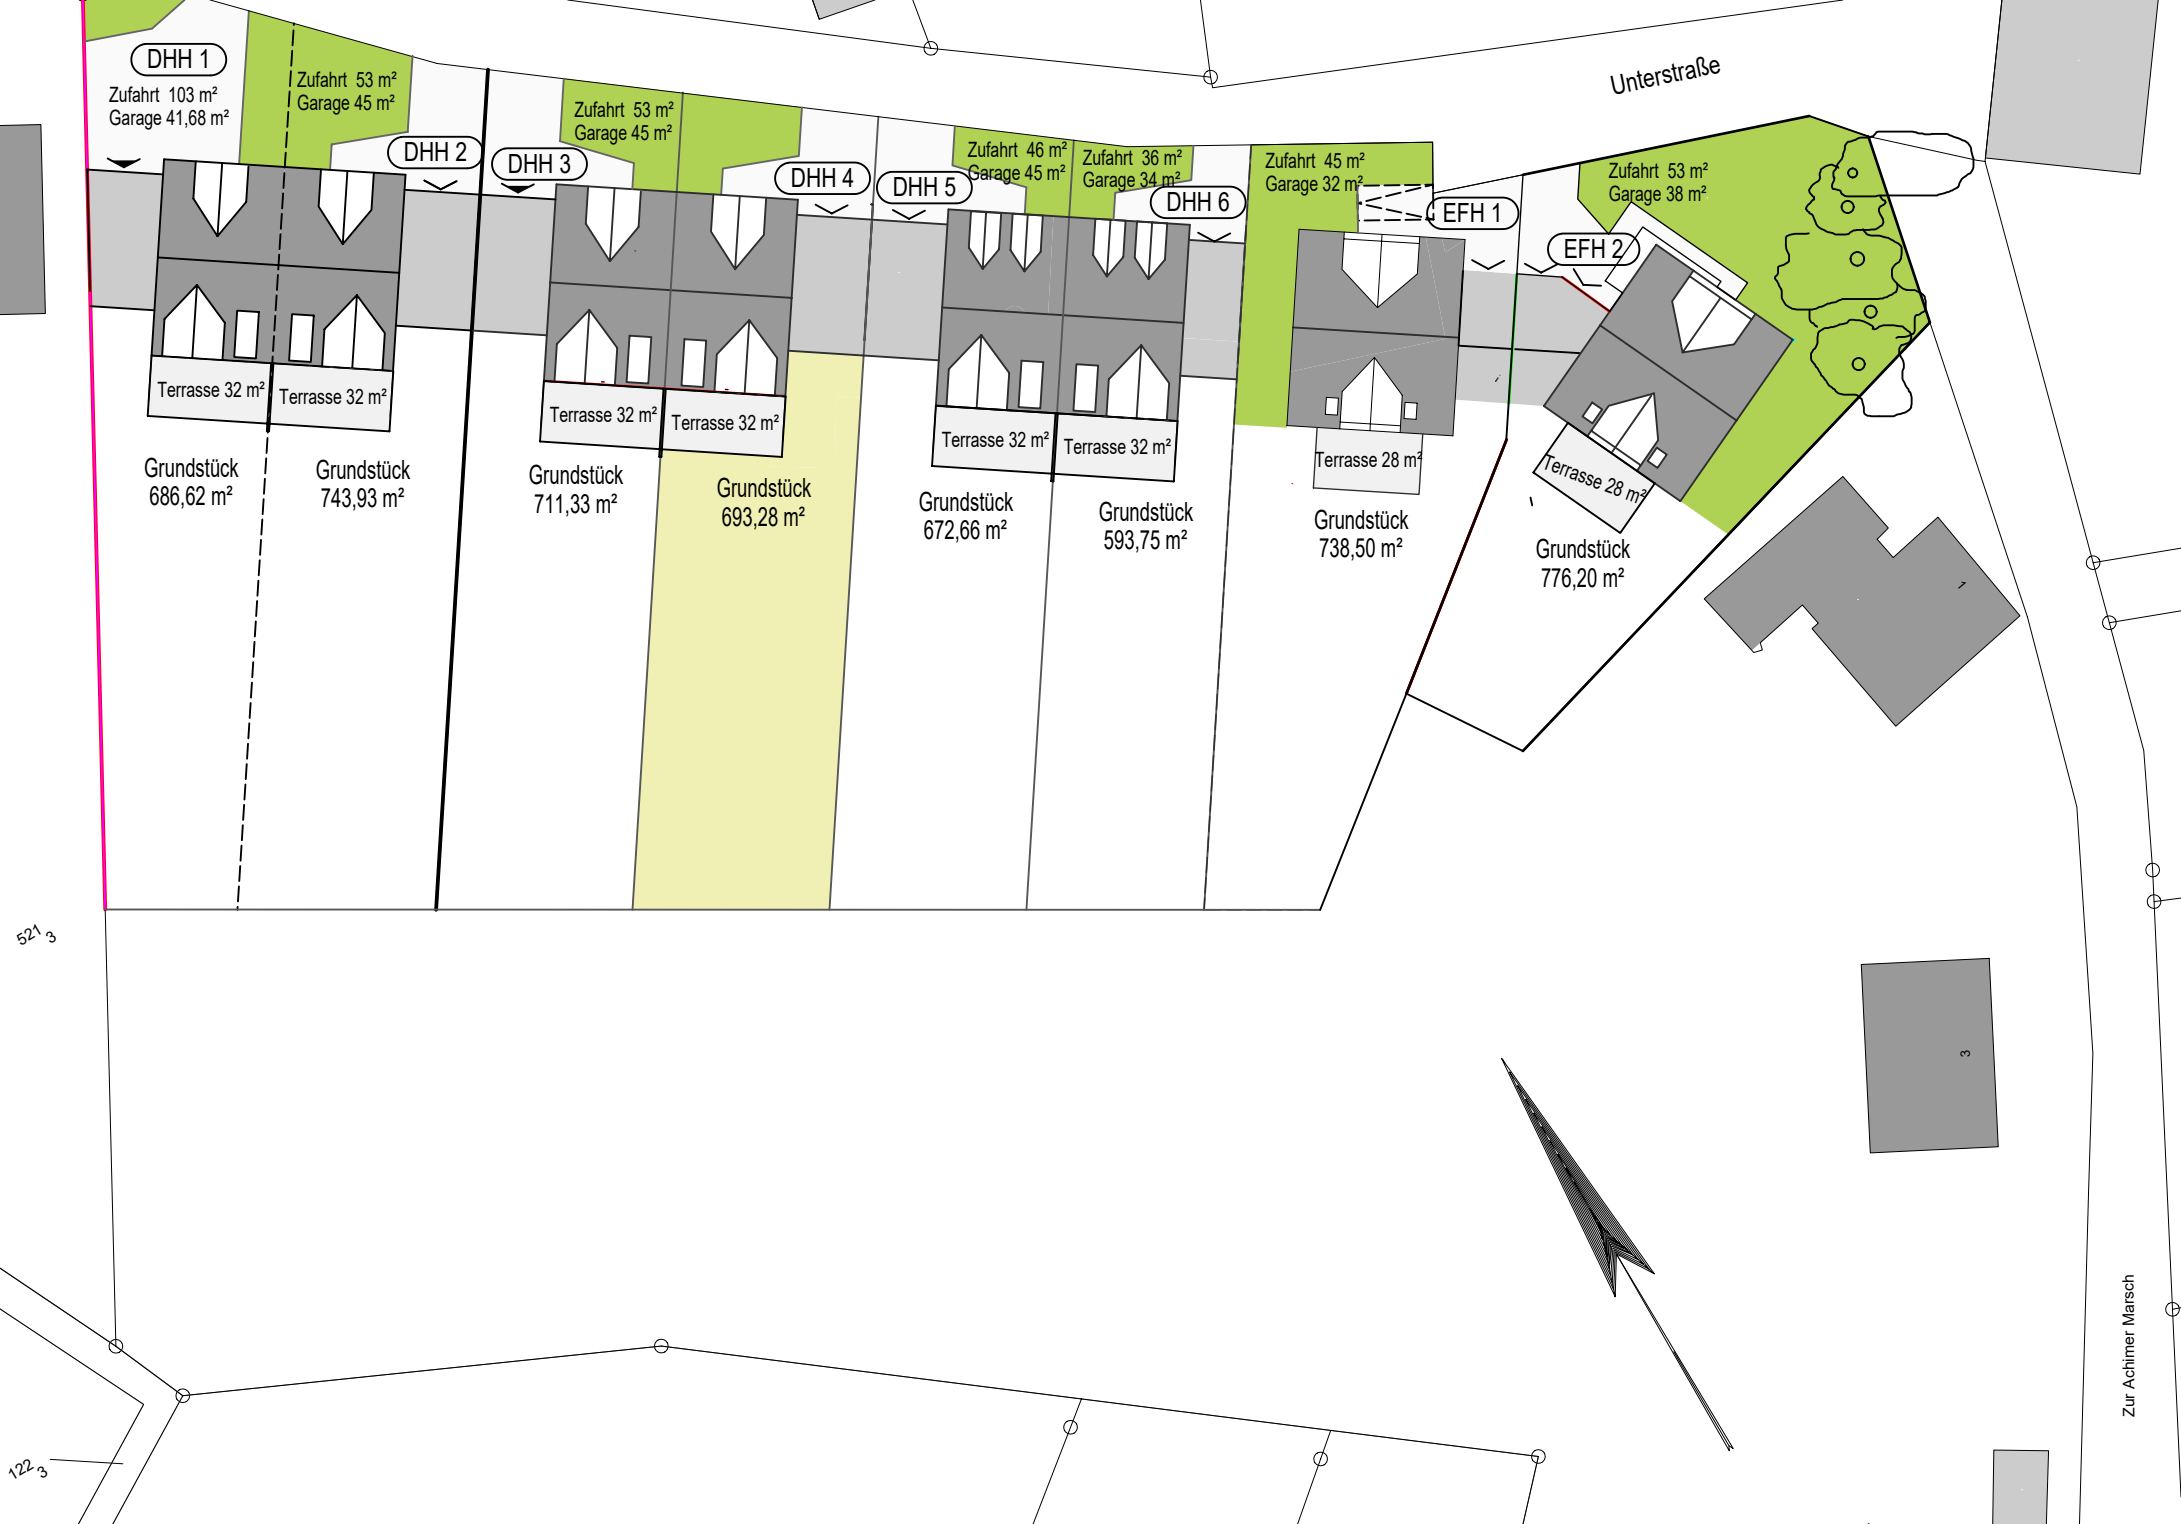 Unterstraße
DHH 1
Zufahrt 103 m²
Garage 41,68 m²
Zufahrt 53 m²
Garage 45 m²
DHH 2
DHH 3
Zufahrt 53 m²
Garage 45 m²
DHH 4
DHH 5
Zufahrt 46 m²
Garage 45 m²
Zufahrt 36 m²
Garage 34 m²
DHH 6
Zufahrt 45 m²
Garage 32 m²
EFH 1
EFH 2
Zufahrt 53 m²
Garage 38 m²
Terrasse 32 m²
Terrasse 32 m²
Terrasse 32 m²
Terrasse 32 m²
Terrasse 32 m²
Terrasse 32 m²
Terrasse 28 m²
Terrasse 28 m²
Grundstück
686,62 m²
Grundstück
743,93 m²
Grundstück
711,33 m²
Grundstück
693,28 m²
Grundstück
672,66 m²
Grundstück
593,75 m²
Grundstück
738,50 m²
Grundstück
776,20 m²
1
521 3
3
Zur Achimer Marsch
122 3